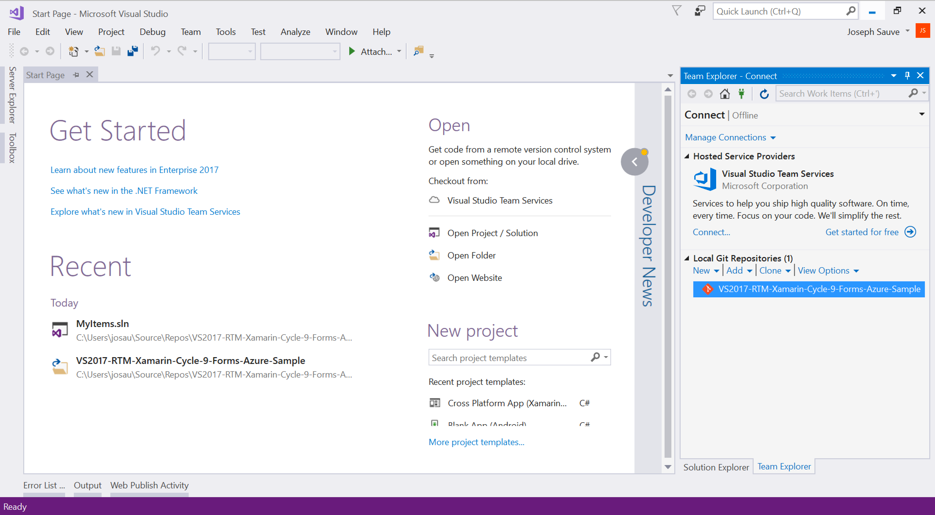 Start Page - Microsoft Visual Studio
Quick Launch (Ctrl+Q)
File Edit View Project Debug Team Tools Test Analyze Window Help
Joseph Sauve
JS
Attach...
Server Explorer
Toolbox
Start Page
Get Started
Learn about new features in Enterprise 2017
See what's new in the .NET Framework
Explore what's new in Visual Studio Team Services
Recent
Today
MyItems.sln
C:\Users\josau\Source\Repos\VS2017-RTM-Xamarin-Cycle-9-Forms-A...
VS2017-RTM-Xamarin-Cycle-9-Forms-Azure-Sample
C:\Users\josau\Source\Repos\VS2017-RTM-Xamarin-Cycle-9-Forms-A...
Open
Get code from a remote version control system
or open something on your local drive.
Checkout from:
Visual Studio Team Services
Open Project / Solution
Open Folder
Open Website
New project
Search project templates
Recent project templates:
Cross Platform App (Xamarin... C#
Blank App (Android) C#
More project templates...
Developer News
Team Explorer - Connect
Search Work Items (Ctrl+')
Connect | Offline
Manage Connections
Hosted Service Providers
Visual Studio Team Services
Microsoft Corporation
Services to help you ship high quality software. On time,
every time. Focus on your code. We'll simplify the rest.
Connect... Get started for free
Local Git Repositories (1)
New | Add | Clone | View Options
VS2017-RTM-Xamarin-Cycle-9-Forms-Azure-Sample
Solution Explorer Team Explorer
Error List ... Output Web Publish Activity
Ready